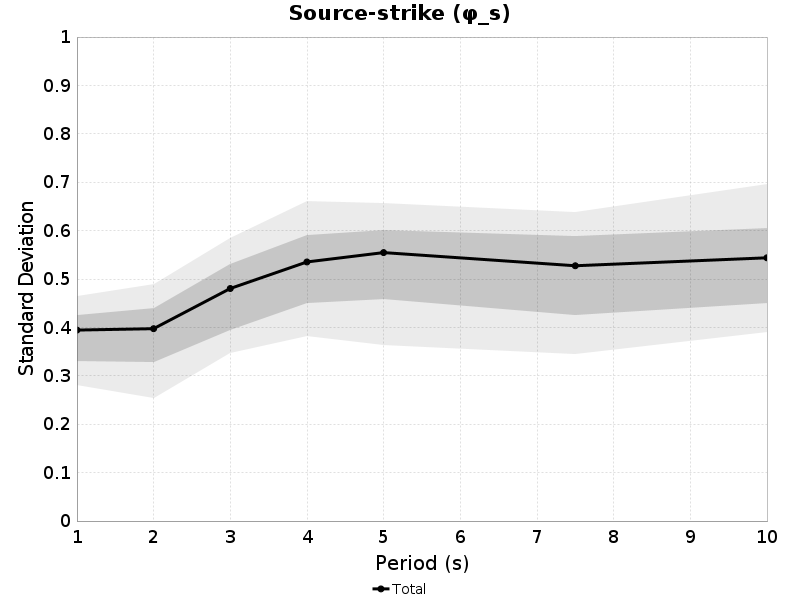 Source-strike (φ_s)
1
0.9
0.8
0.7
0.6
0.5
0.4
0.3
0.2
0.1
0
Standard Deviation
1 2 3 4 5 6 7 8 9 10
Period (s)
Total